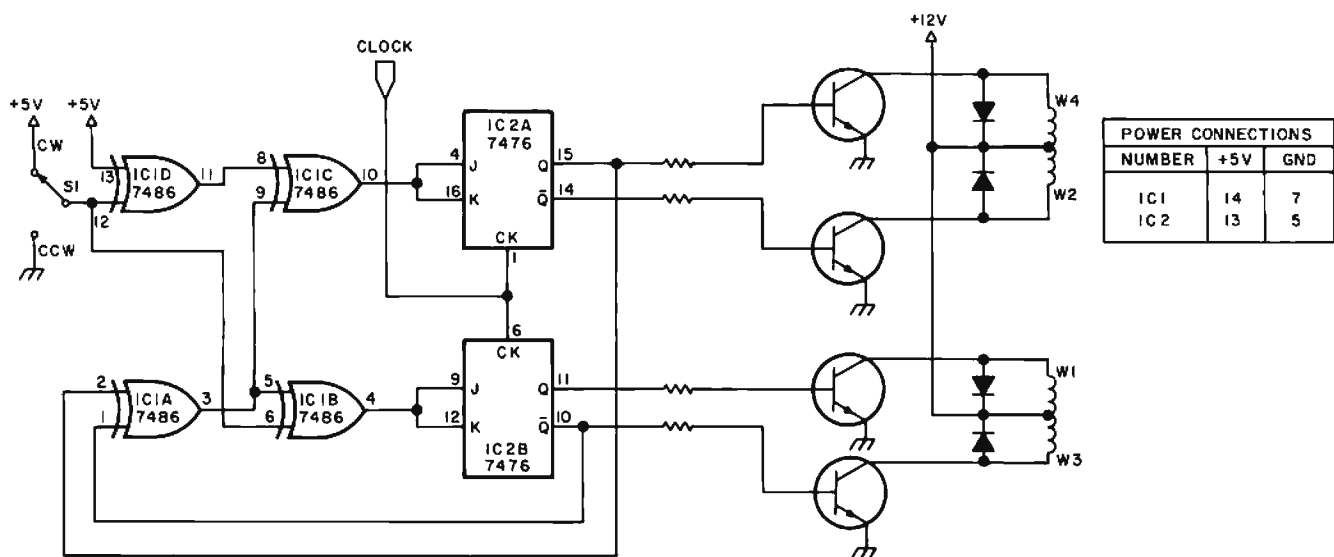 +12V
CLOCK
+5V
+5V
CW
S1
CCW
13
12
IC1D
7486
11
8
9
IC1C
7486
10
4
16
J
K
IC2A
7476
Q
Q̅
CK
15
14
1
2
1
IC1A
7486
3
5
6
IC1B
7486
4
9
12
6
CK
J
K
Q
Q̅
IC2B
7476
11
10
W4
W2
W1
W3
POWER CONNECTIONS
NUMBER +5V GND
IC1 14 7
IC2 13 5